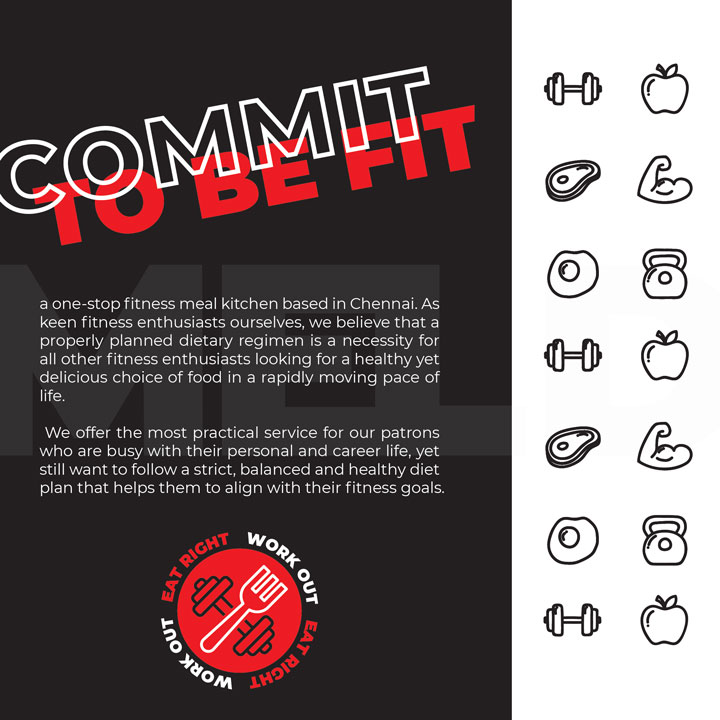 COMMIT
TO BE FIT
a one-stop fitness meal kitchen based in Chennai. As
keen fitness enthusiasts ourselves, we believe that a
properly planned dietary regimen is a necessity for
all other fitness enthusiasts looking for a healthy yet
delicious choice of food in a rapidly moving pace of
life.
We offer the most practical service for our patrons
who are busy with their personal and career life, yet
still want to follow a strict, balanced and healthy diet
plan that helps them to align with their fitness goals.
EAT RIGHT
WORK OUT
EAT RIGHT
WORK OUT